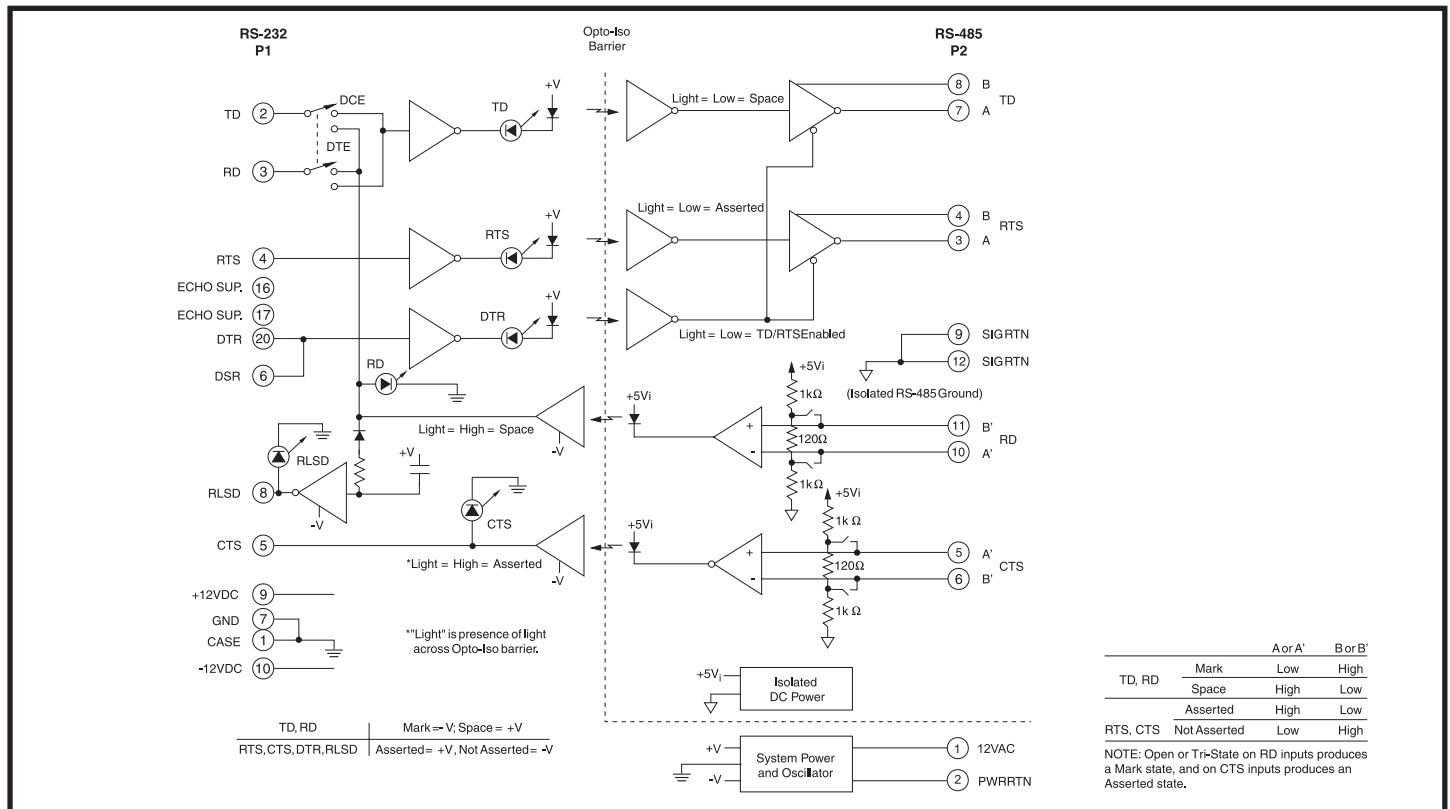 RS-232
P1
Opto-Iso
Barrier
RS-485
P2
+V
8 B
TD
7 A
TD 2
DCE
TD
Light = Low = Space
DTE
RD 3
+V
Light = Low = Asserted
4 B
RTS
3 A
RTS
RTS 4
ECHO SUP. 16
+V
ECHO SUP. 17
DTR 20
DTR
Light = Low = TD/RTSEnabled
9 SIGRTN
DSR 6
RD
12 SIGRTN
+5Vi
1kΩ
(Isolated RS-485 Ground)
+5Vi
Light = High = Space
-V
+
-
120Ω
11 B'
RD
10 A'
RLSD
+V
1kΩ
RLSD 8
-V
+5Vi
1k Ω
CTS
+5Vi
CTS 5
*Light = High = Asserted
-V
+
-
120Ω
5 A'
CTS
6 B'
1k Ω
+12VDC 9
GND 7
CASE 1
-12VDC 10
*"Light" is presence of light
across Opto-Iso barrier.
+5Vi
Isolated
DC Power
TD, RD Mark=- V; Space = +V
RTS,CTS,DTR,RLSD Asserted= +V, Not Asserted= -V
+V
-V
System Power
and Oscillator
1 12VAC
2 PWRRTN
A or A' B or B'
TD, RD
Mark Low High
Space High Low
RTS, CTS
Asserted High Low
Not Asserted Low High
NOTE: Open or Tri-State on RD inputs produces
a Mark state, and on CTS inputs produces an
Asserted state.